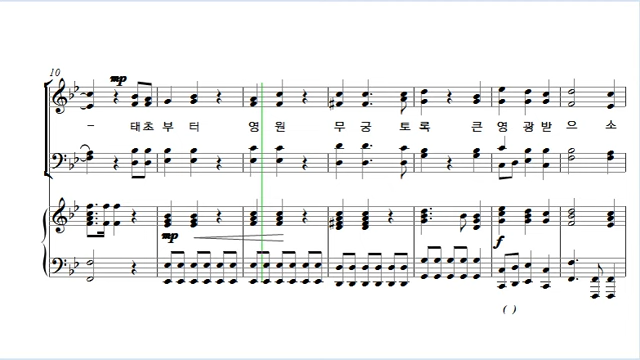 10
mp
- 태초 부 터 영 원 무 궁 토 록 큰 영 광 받 으 소
mp
f
( )